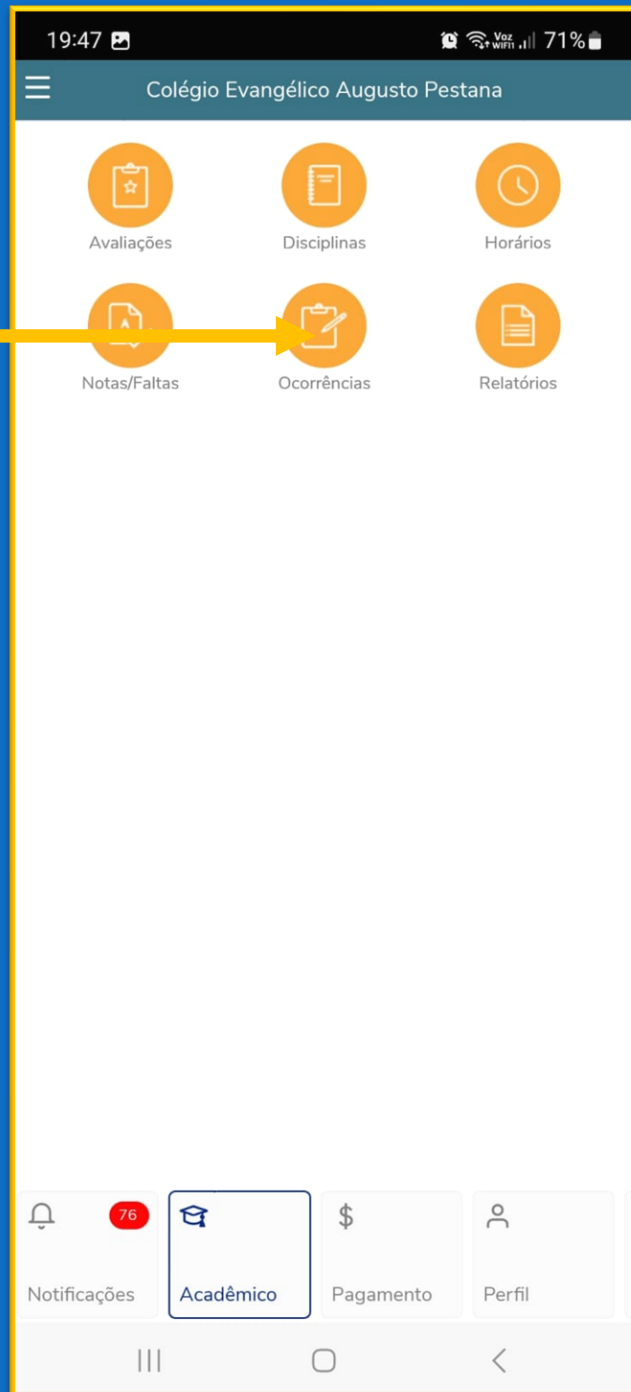 19:47
Voz
WIFI1
71%
Colégio Evangélico Augusto Pestana
Avaliações Disciplinas Horários
A
Notas/Faltas Ocorrências Relatórios
76
$
Notificações Acadêmico Pagamento Perfil